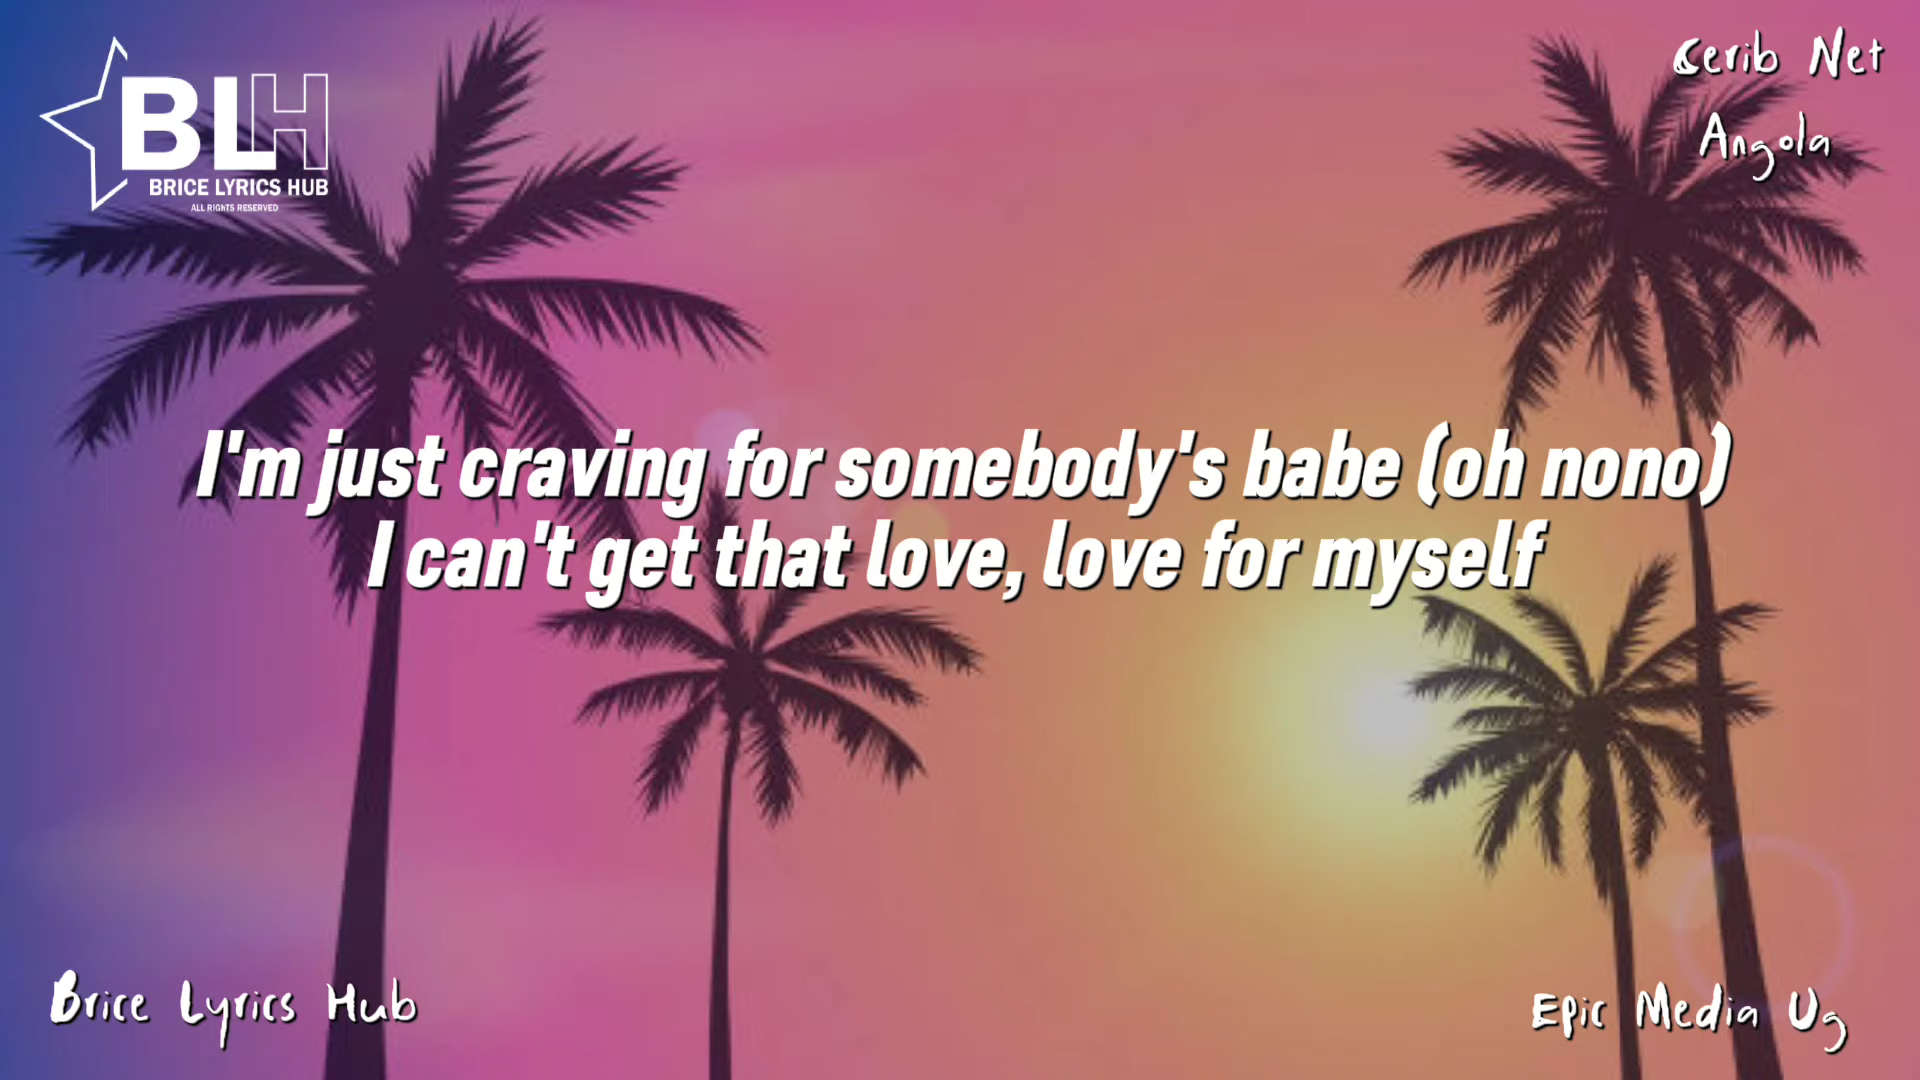 BLH
BRICE LYRICS HUB
ALL RIGHTS RESERVED
Cerib Net
Angola
I'm just craving for somebody's babe (oh nono)
I can't get that love, love for myself
Brice Lyrics Hub
Epic Media Ug